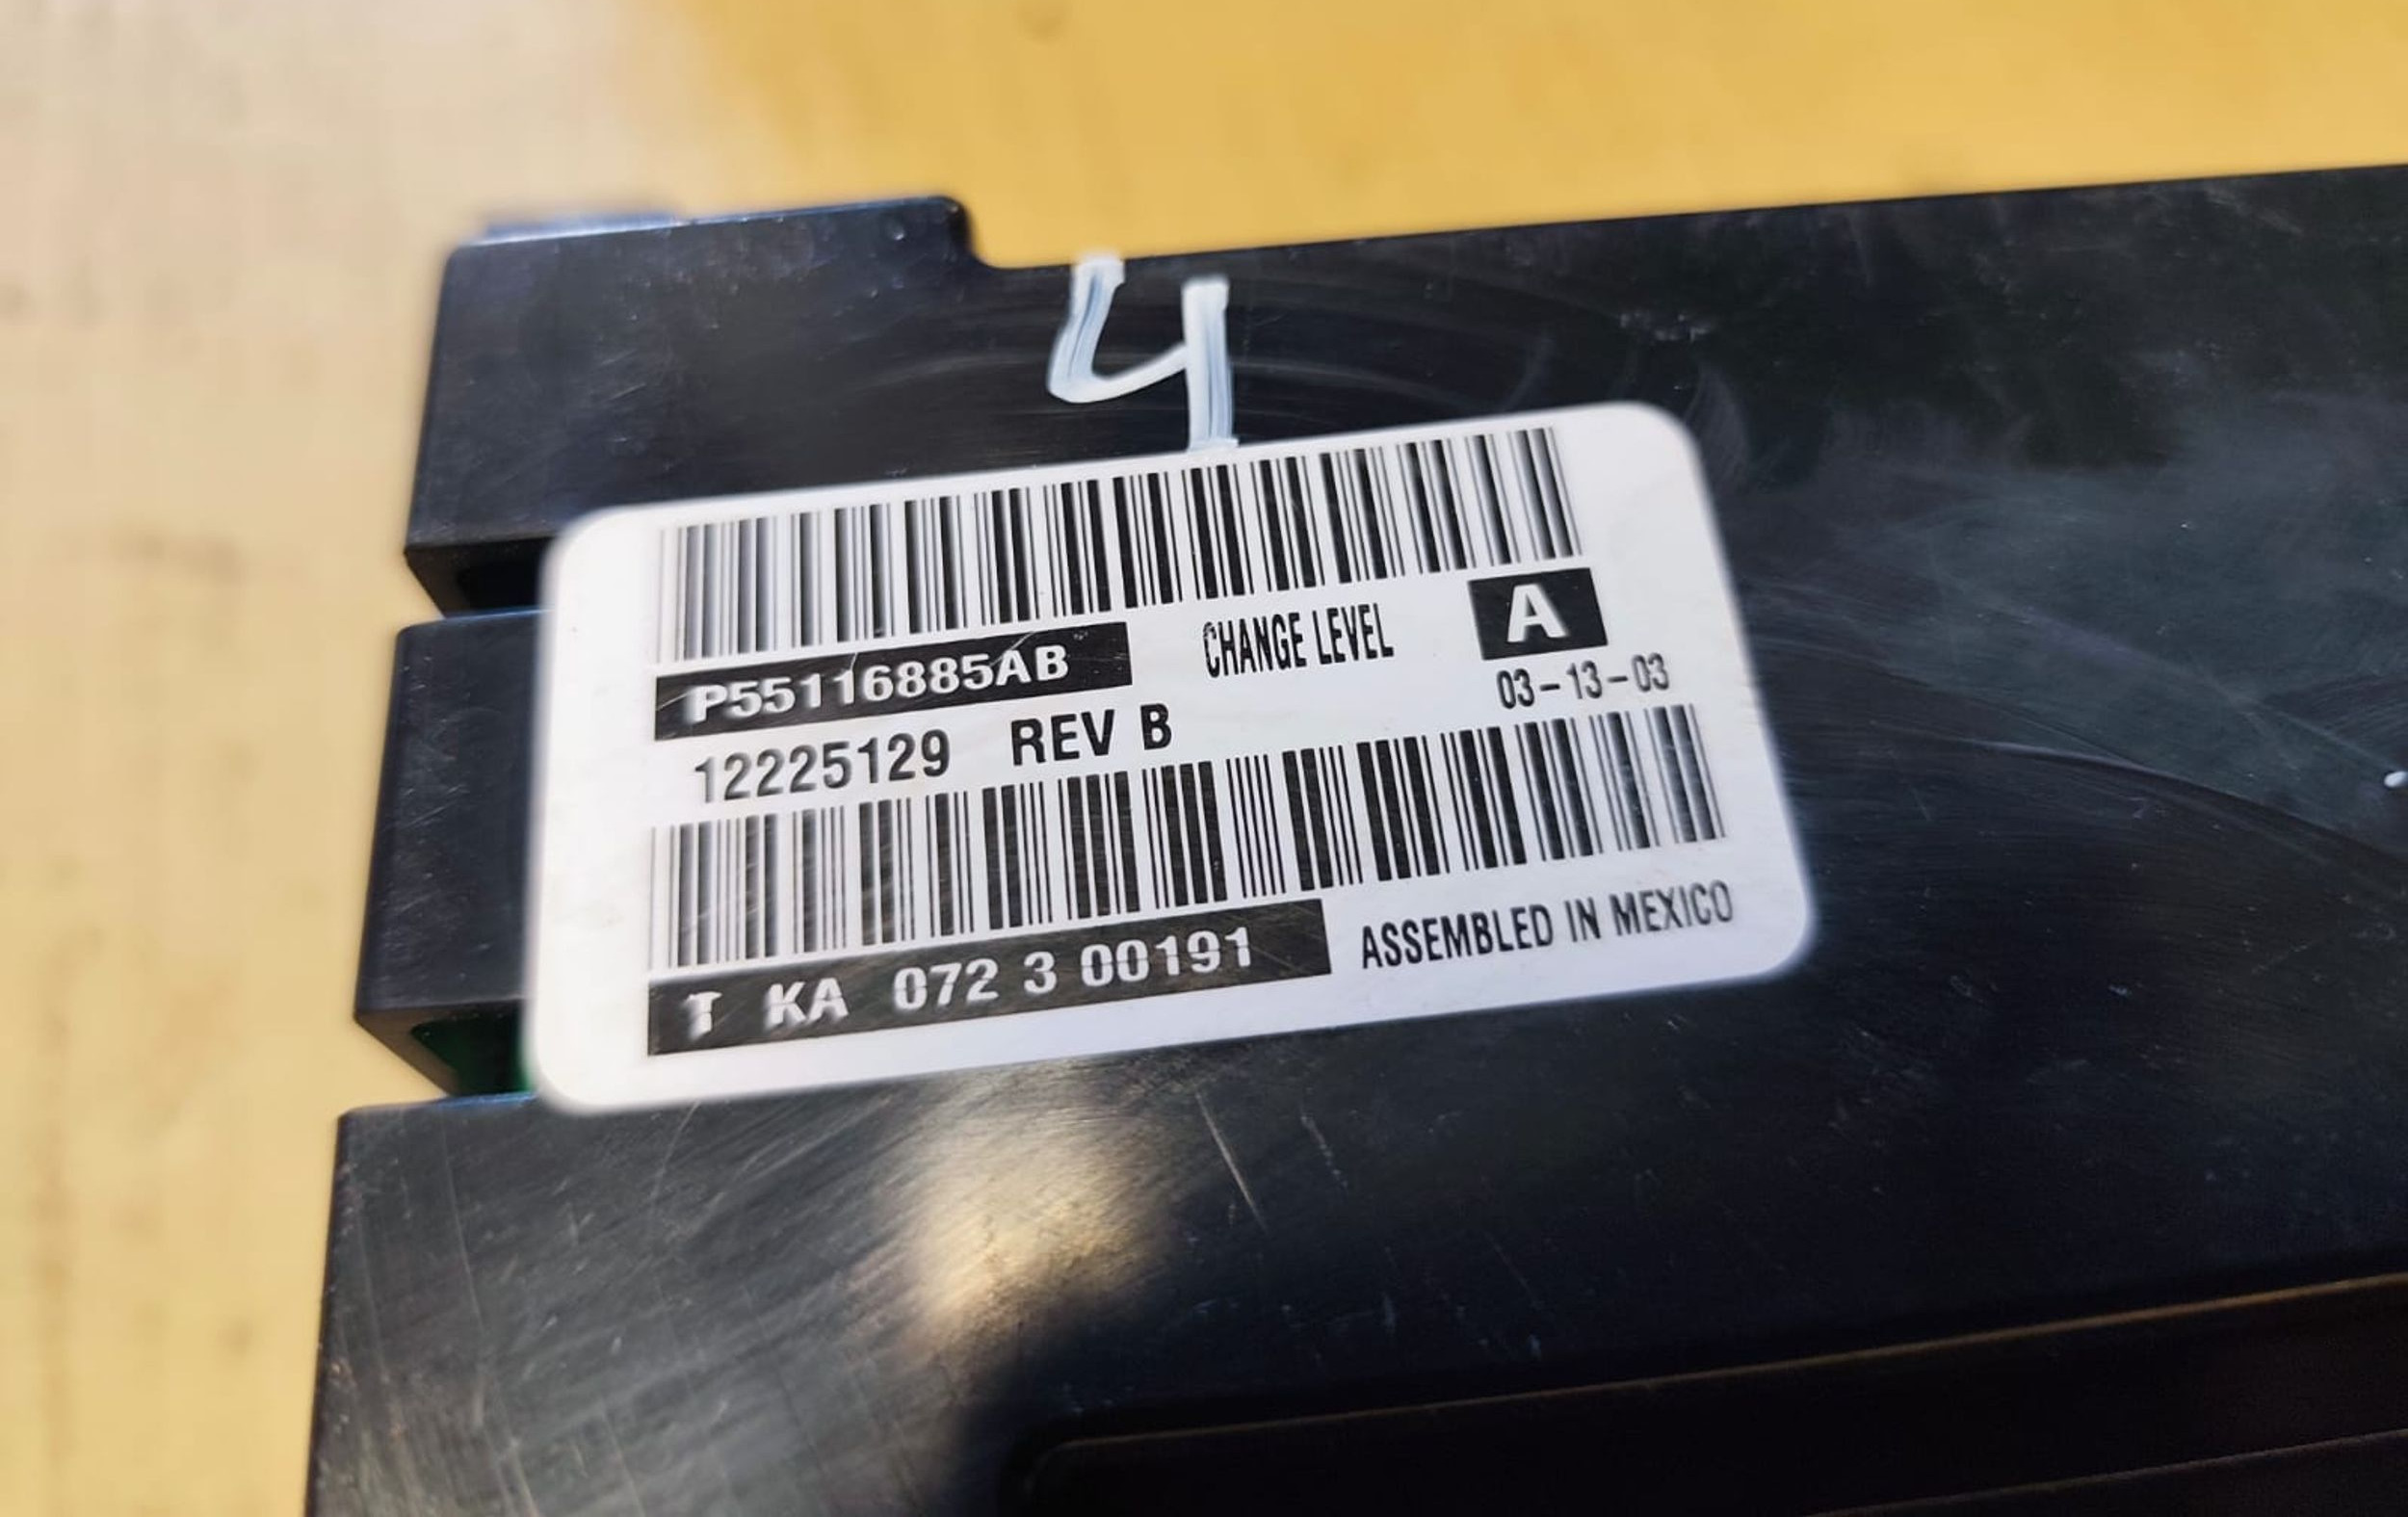 4
P55116885AB CHANGE LEVEL A
03-13-03
12225129 REV B
T KA 072 3 00191 ASSEMBLED IN MEXICO